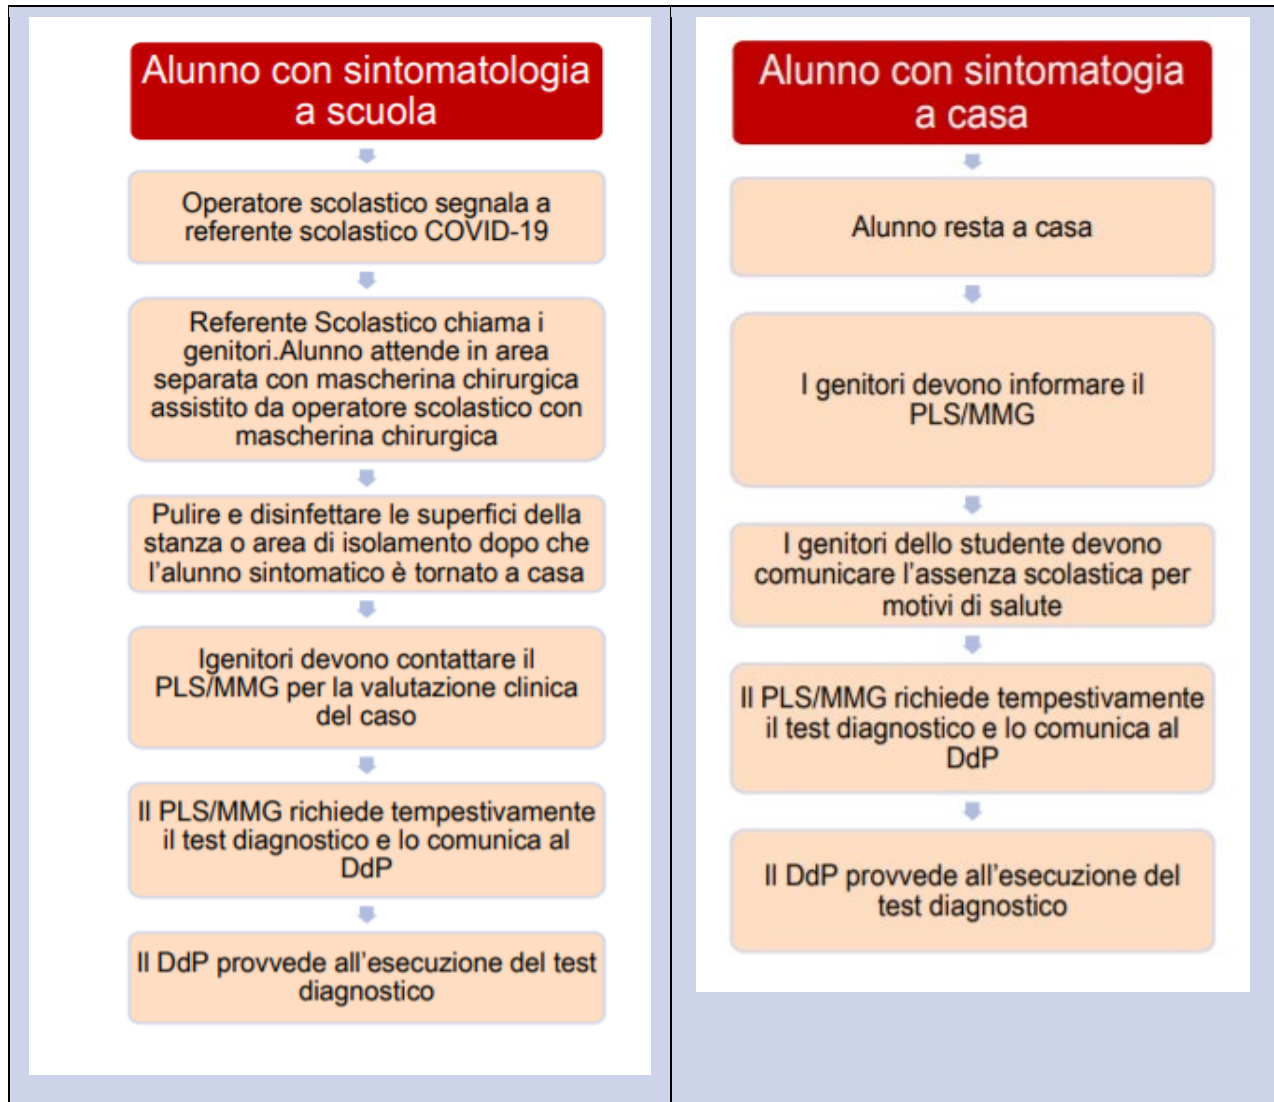 Alunno con sintomatologia
a scuola
Operatore scolastico segnala a
referente scolastico COVID-19
Referente Scolastico chiama i
genitori.Alunno attende in area
separata con mascherina chirurgica
assistito da operatore scolastico con
mascherina chirurgica
Pulire e disinfettare le superfici della
stanza o area di isolamento dopo che
l'alunno sintomatico è tornato a casa
Igenitori devono contattare il
PLS/MMG per la valutazione clinica
del caso
Il PLS/MMG richiede tempestivamente
il test diagnostico e lo comunica al
DdP
Il DdP provvede all'esecuzione del test
diagnostico
Alunno con sintomatogia
a casa
Alunno resta a casa
I genitori devono informare il
PLS/MMG
I genitori dello studente devono
comunicare l'assenza scolastica per
motivi di salute
Il PLS/MMG richiede tempestivamente
il test diagnostico e lo comunica al
DdP
Il DdP provvede all'esecuzione del
test diagnostico